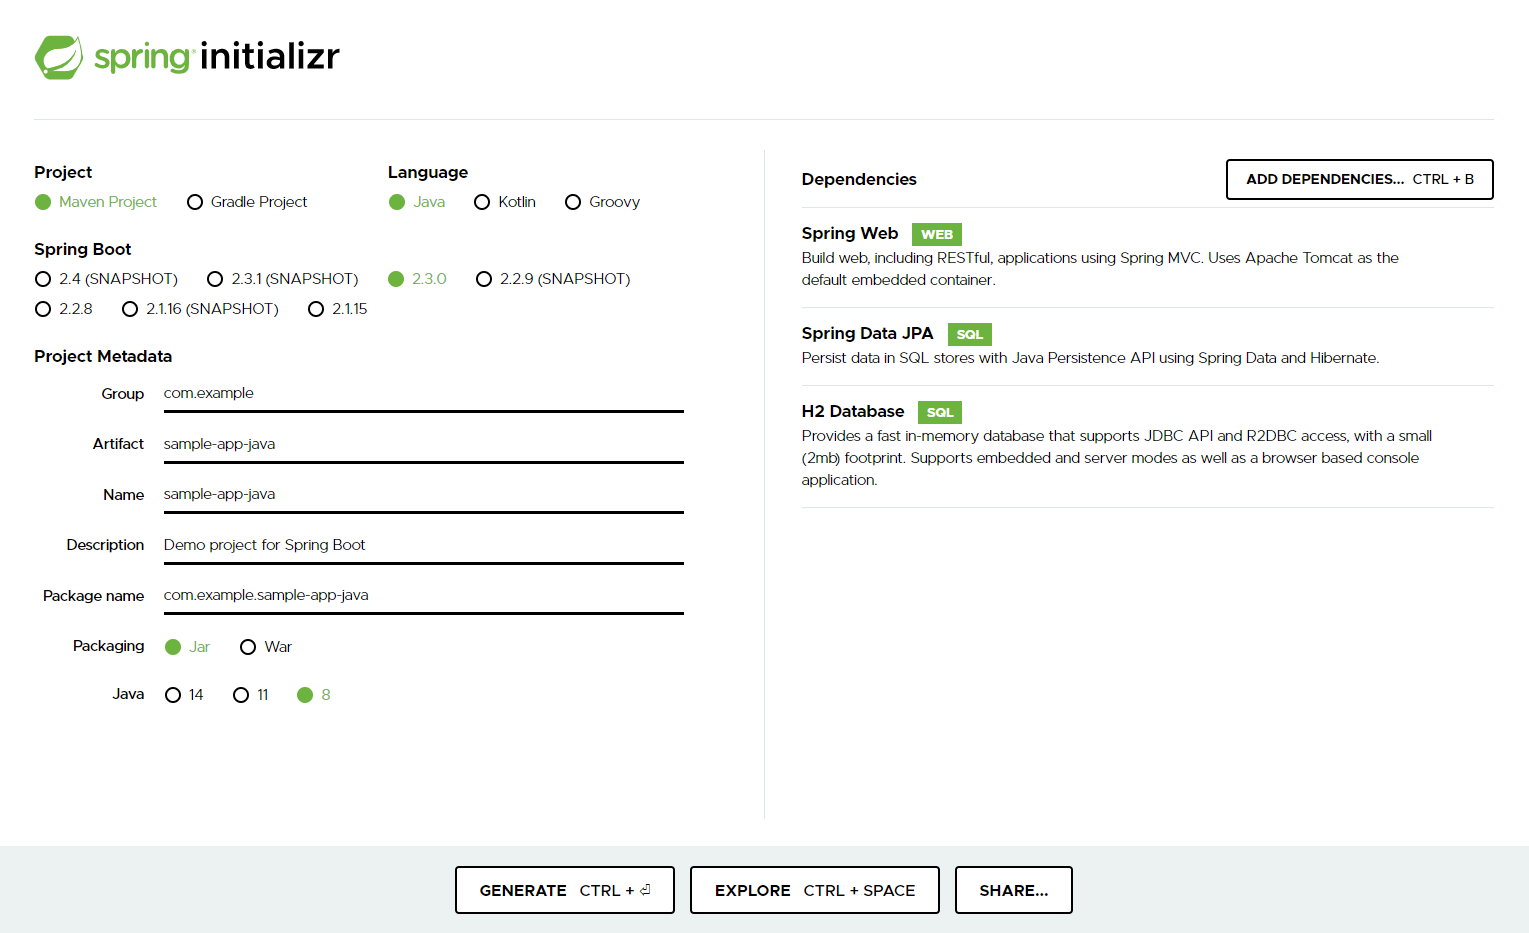 spring initializr
Project
Maven Project Gradle Project
Language
Java Kotlin Groovy
Spring Boot
2.4 (SNAPSHOT) 2.3.1 (SNAPSHOT) 2.3.0 2.2.9 (SNAPSHOT)
2.2.8 2.1.16 (SNAPSHOT) 2.1.15
Project Metadata
Group com.example
Artifact sample-app-java
Name sample-app-java
Description Demo project for Spring Boot
Package name com.example.sample-app-java
Packaging Jar War
Java 14 11 8
Dependencies ADD DEPENDENCIES... CTRL + B
Spring Web WEB
Build web, including RESTful, applications using Spring MVC. Uses Apache Tomcat as the
default embedded container.
Spring Data JPA SQL
Persist data in SQL stores with Java Persistence API using Spring Data and Hibernate.
H2 Database SQL
Provides a fast in-memory database that supports JDBC API and R2DBC access, with a small
(2mb) footprint. Supports embedded and server modes as well as a browser based console
application.
GENERATE CTRL + ⏎ EXPLORE CTRL + SPACE SHARE...